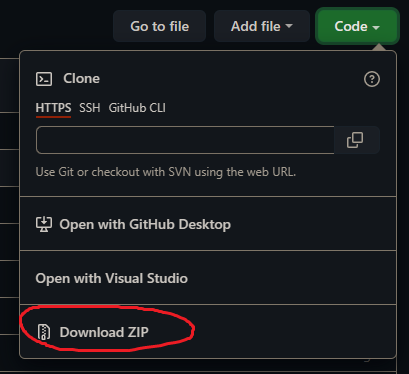 Go to file Add file Code
Clone
HTTPS SSH GitHub CLI
Use Git or checkout with SVN using the web URL.
Open with GitHub Desktop
Open with Visual Studio
Download ZIP